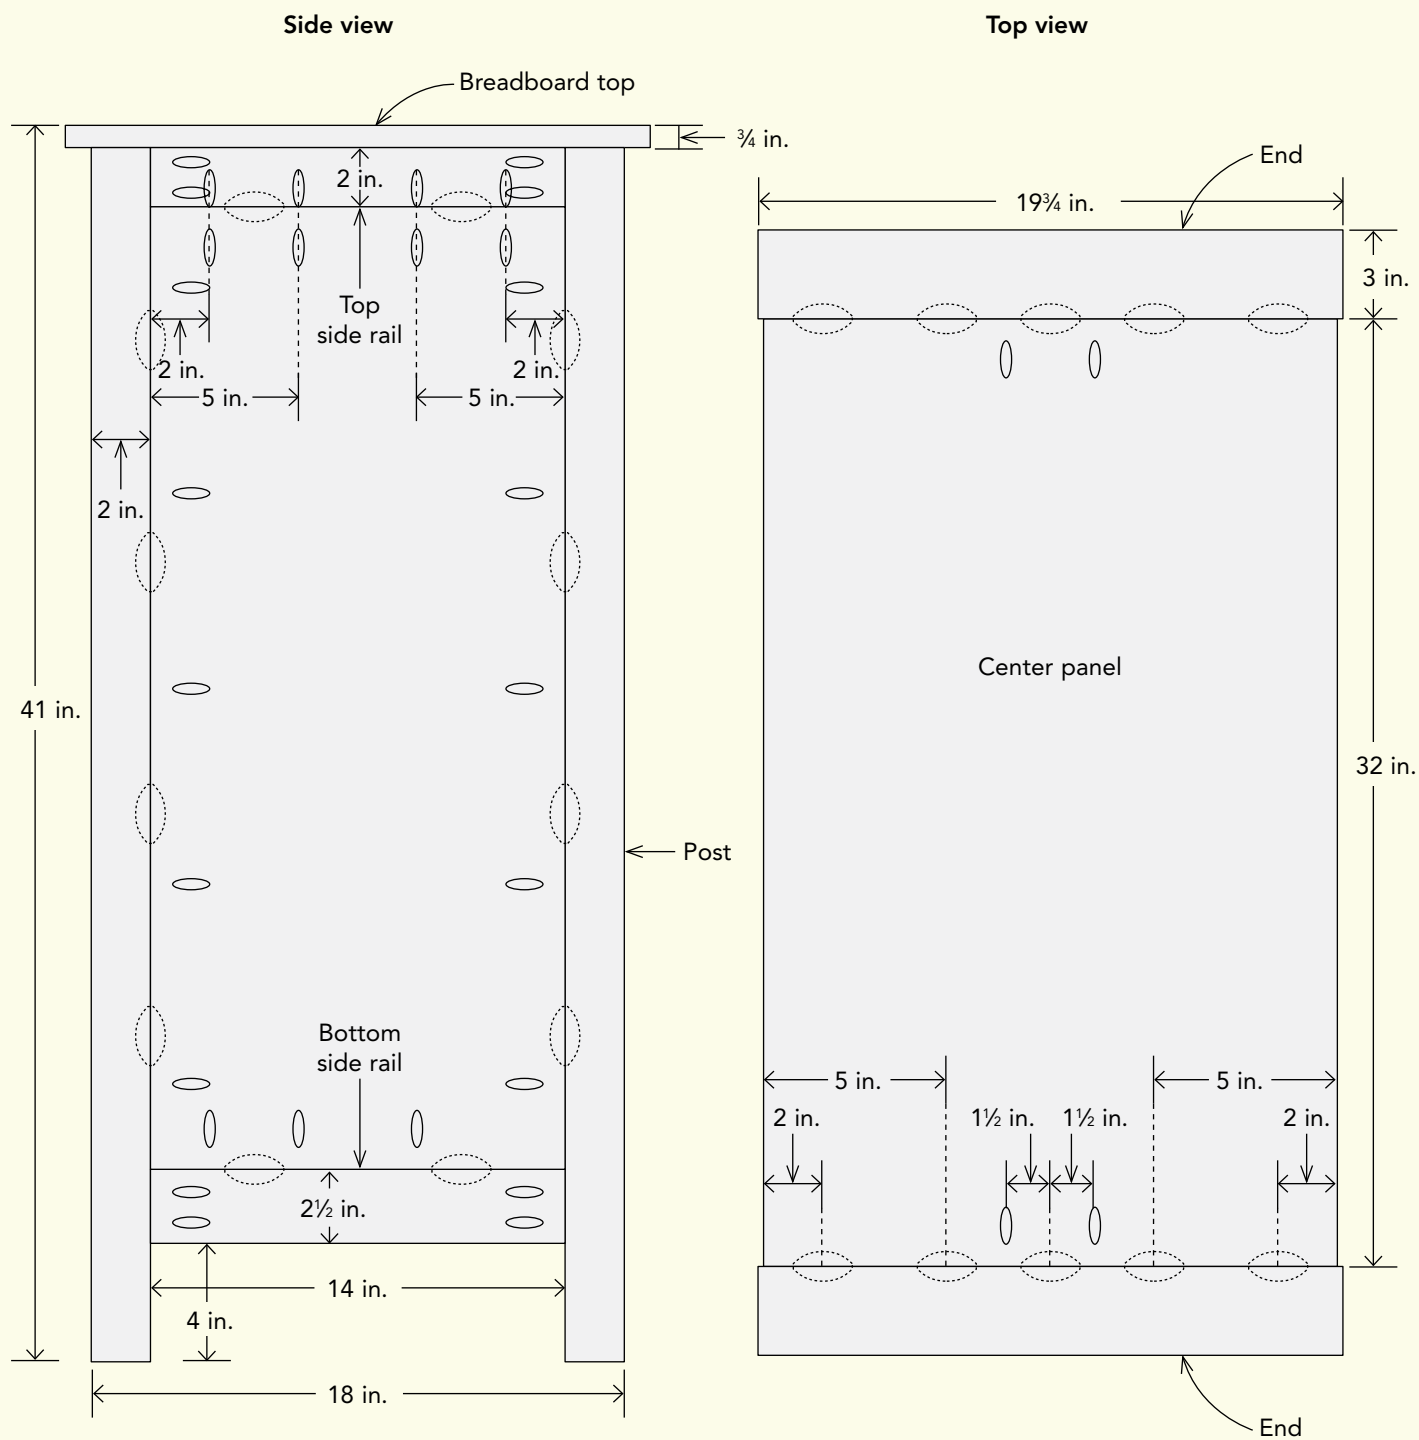 Side view
Breadboard top
¾ in.
2 in.
Top
side rail
2 in.
2 in.
5 in.
5 in.
2 in.
41 in.
Post
Bottom
side rail
2½ in.
14 in.
4 in.
18 in.
Top view
End
19¾ in.
3 in.
Center panel
32 in.
5 in.
5 in.
2 in.
1½ in.
1½ in.
2 in.
End